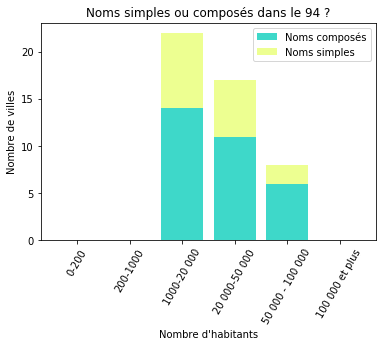 Noms simples ou composés dans le 94 ?
Noms composés
Noms simples
Nombre de villes
20
15
10
5
0
0-200
200-1000
1000-20 000
20 000-50 000
50 000 - 100 000
100 000 et plus
Nombre d'habitants